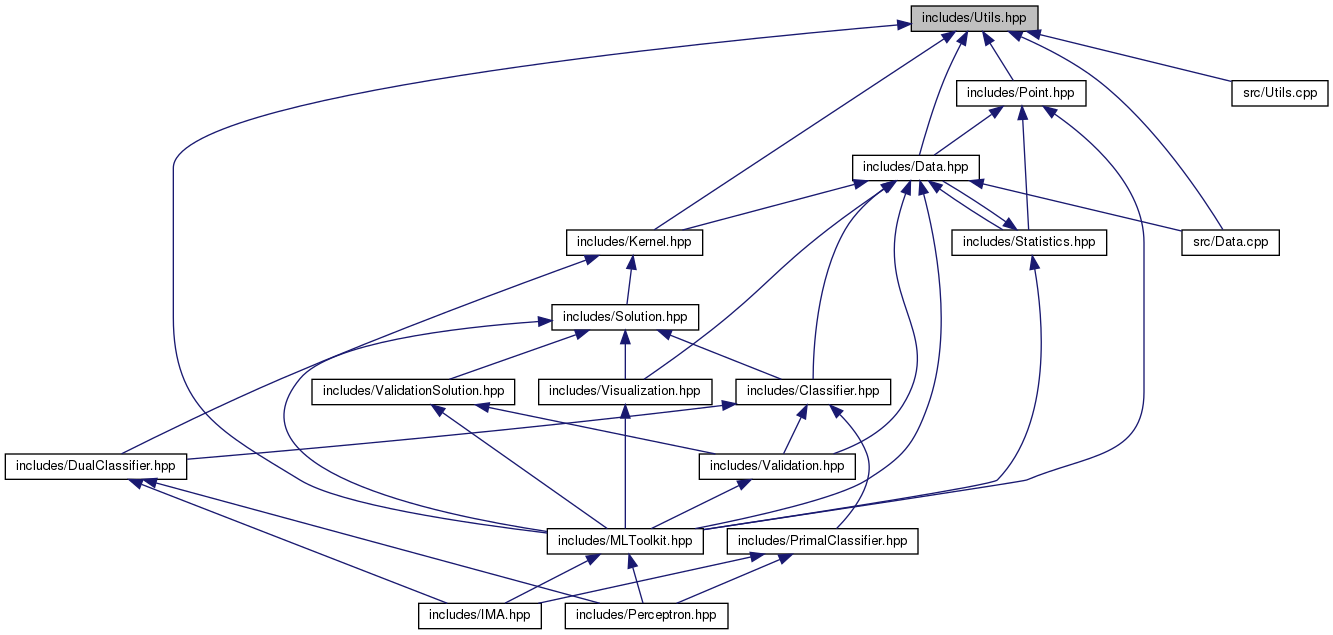 includes/Utils.hpp
includes/Point.hpp
src/Utils.cpp
includes/Data.hpp
includes/Kernel.hpp
includes/Statistics.hpp
src/Data.cpp
includes/Solution.hpp
includes/ValidationSolution.hpp
includes/Visualization.hpp
includes/Classifier.hpp
includes/DualClassifier.hpp
includes/Validation.hpp
includes/MLToolkit.hpp
includes/PrimalClassifier.hpp
includes/IMA.hpp
includes/Perceptron.hpp